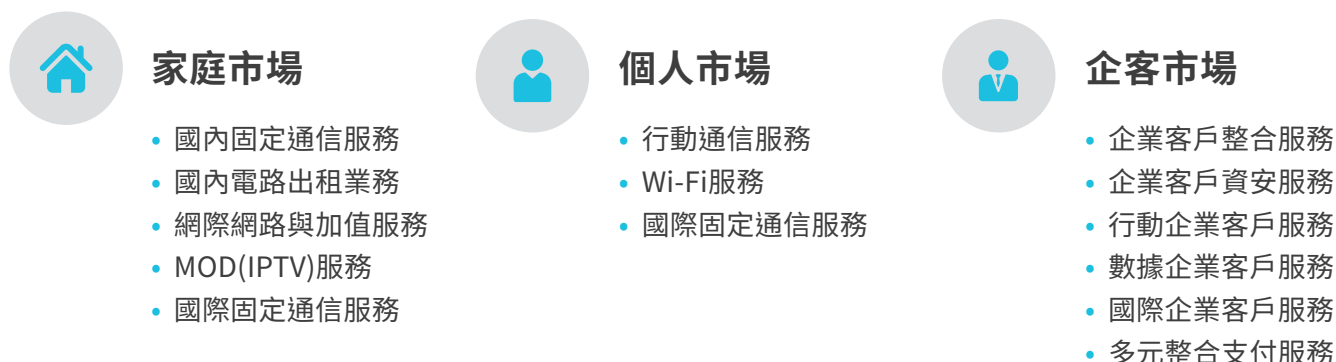 家庭市場
• 國內固定通信服務
• 國內電路出租業務
• 網際網路與加值服務
• MOD(IPTV)服務
• 國際固定通信服務
個人市場
• 行動通信服務
• Wi-Fi服務
• 國際固定通信服務
企客市場
• 企業客戶整合服務
• 企業客戶資安服務
• 行動企業客戶服務
• 數據企業客戶服務
• 國際企業客戶服務
• 多元整合支付服務